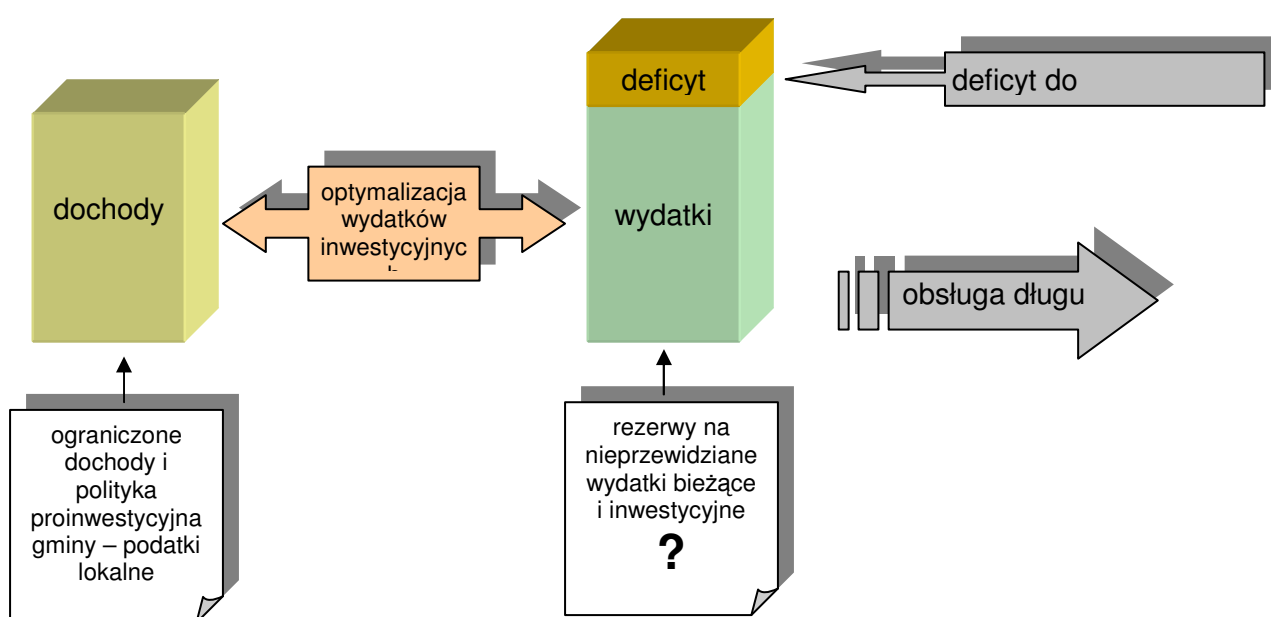 deficyt
deficyt do
dochody
optymalizacja
wydatków
inwestycyjnyc
wydatki
obsługa długu
ograniczone
dochody i
polityka
proinwestycyjna
gminy – podatki
lokalne
rezerwy na
nieprzewidziane
wydatki bieżące
i inwestycyjne
?